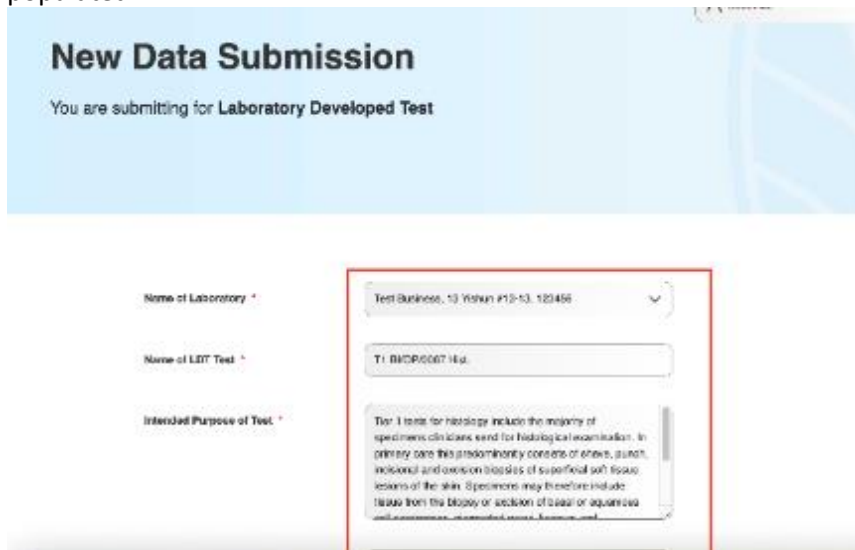 New Data Submission
You are submitting for Laboratory Developed Test
Name of Laboratory *
Test Business, 13 Yishun #13-13, 123456
Name of LDT Test *
T1
Intended Purpose of Test *
Tier 1 tests for histology include the majority of
specimens clinicians send for histological examination. In
primary care this predominantly consists of shave, punch,
incisional and excision biopsies of superficial soft tissue
lesions of the skin. Specimens may therefore include
tissue from the biopsy or excision of basal or squamous